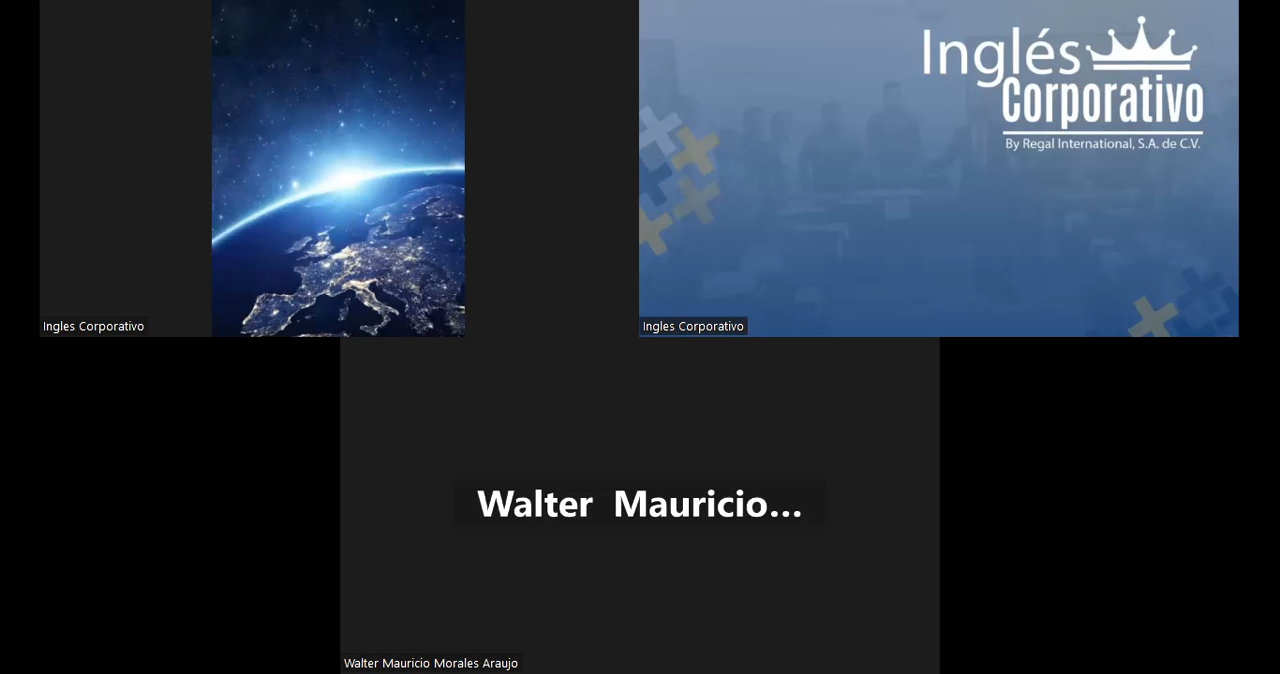 Inglés
Corporativo
By Regal International, S.A. de C.V.
Ingles Corporativo
Ingles Corporativo
Walter Mauricio...
Walter Mauricio Morales Araujo